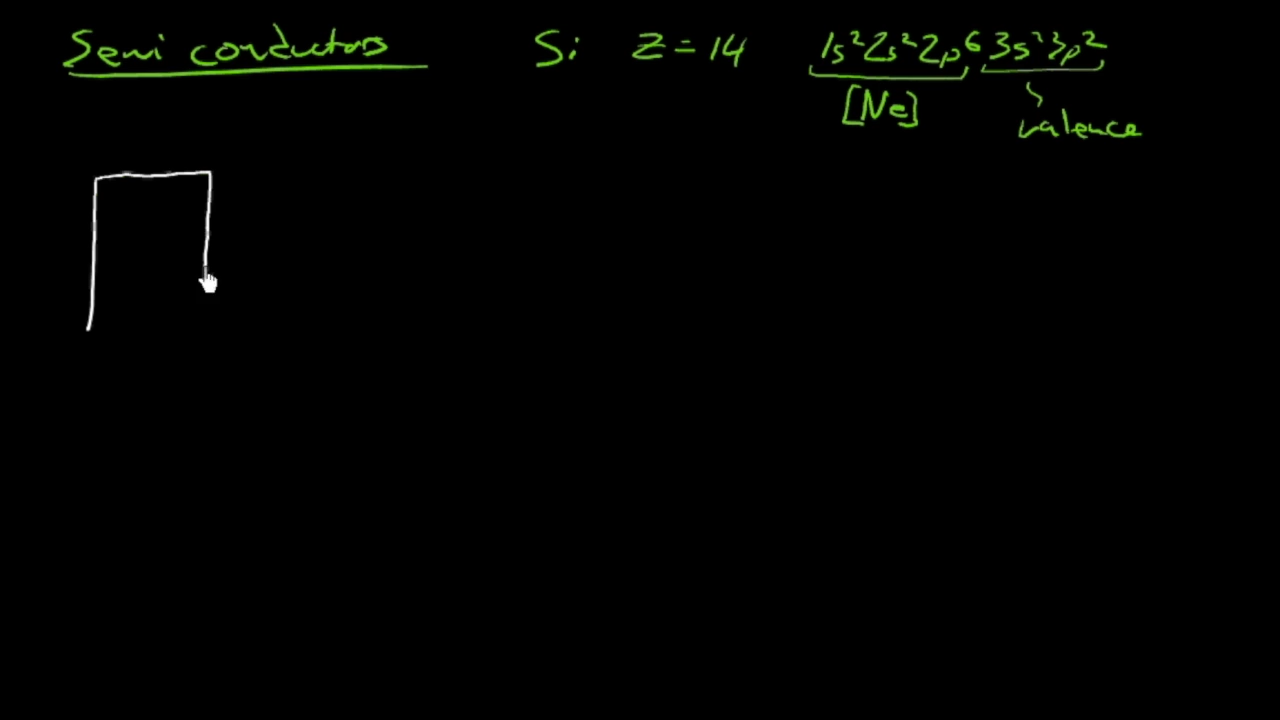 Semi conductors
Si Z = 14 1s²2s²2p⁶3s²3p²
[Ne]
valence